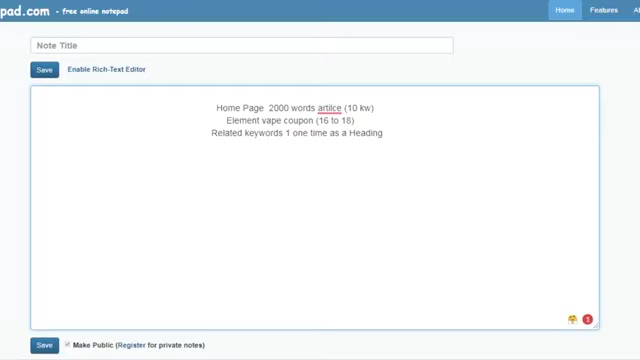 pad.com - free online notepad
Home Features
Note Title
Save Enable Rich-Text Editor
Home Page 2000 words artilce (10 kw)
Element vape coupon (16 to 18)
Related keywords 1 one time as a Heading
1
Save Make Public (Register for private notes)